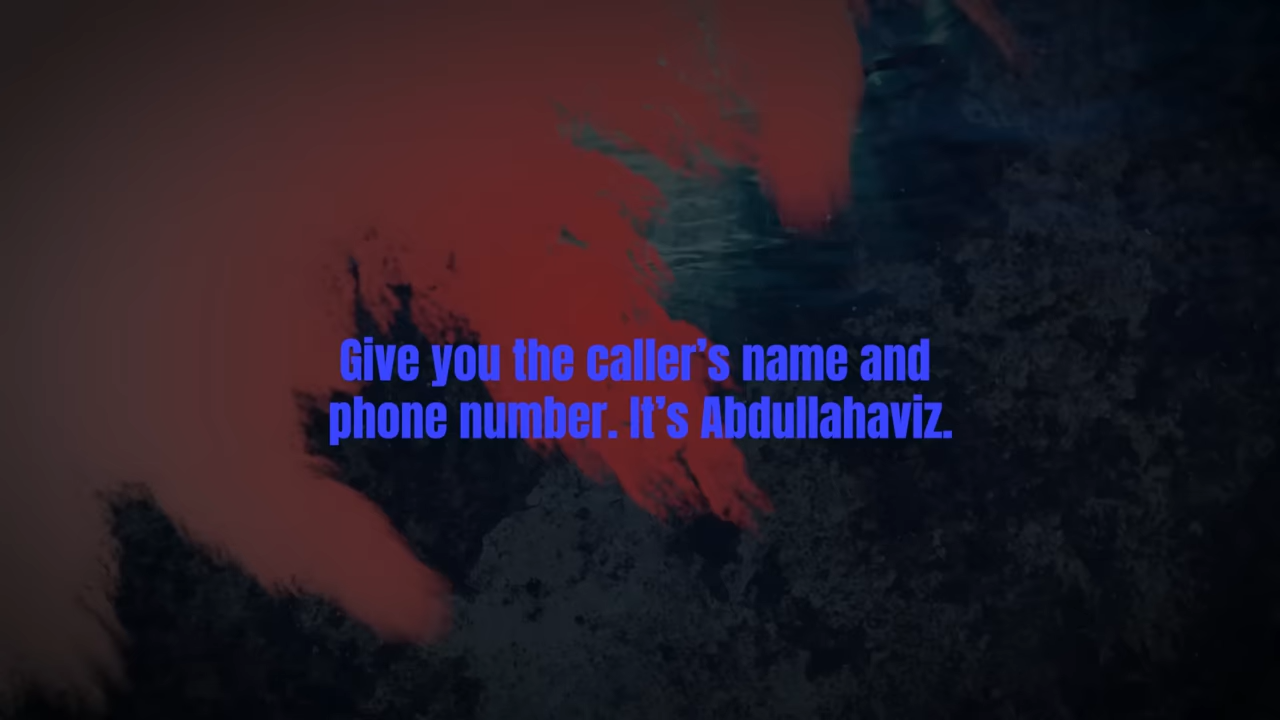 Give you the caller’s name and
phone number. It’s Abdullahaviz.